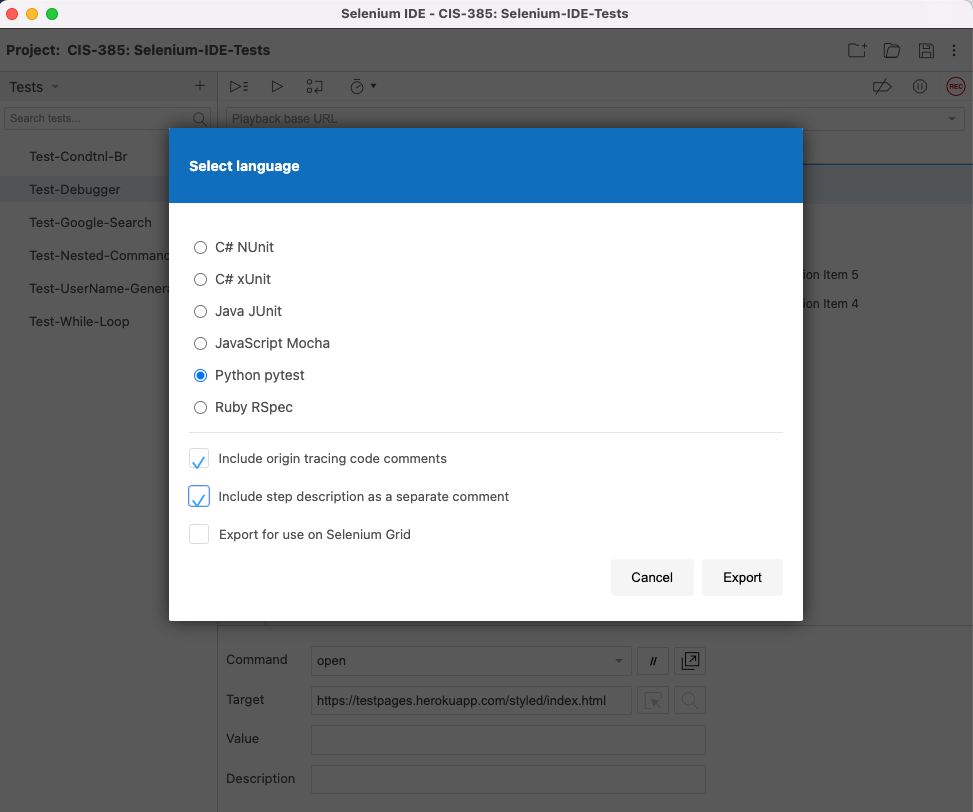 Selenium IDE - CIS-385: Selenium-IDE-Tests
Project: CIS-385: Selenium-IDE-Tests
Tests
REC
Search tests...
Playback base URL
Test-Condtnl-Br
Test-Debugger
Test-Google-Search
Test-Nested-Command
Test-UserName-Genera
Test-While-Loop
Select language
C# NUnit
C# xUnit
Java JUnit
JavaScript Mocha
Python pytest
Ruby RSpec
Include origin tracing code comments
Include step description as a separate comment
Export for use on Selenium Grid
Cancel
Export
ion Item 5
ion Item 4
Command
open
//
Target
https://testpages.herokuapp.com/styled/index.html
Value
Description